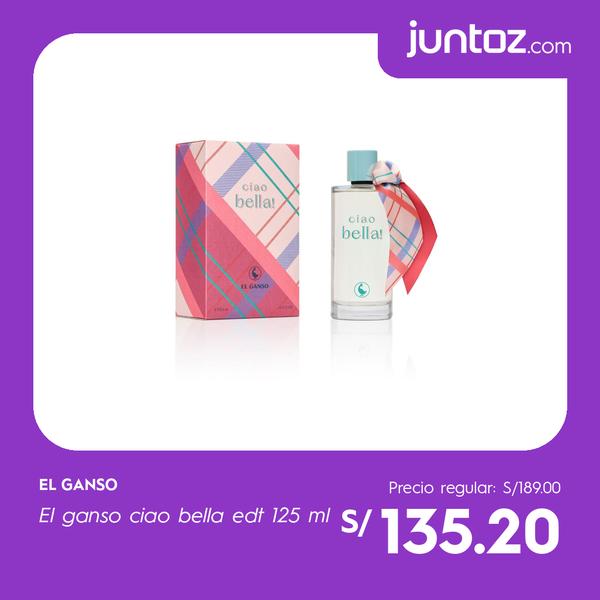 juntoz.com
ciao
bella!
EL GANSO
ciao
bella!
EL GANSO
Precio regular: S/189.00
El ganso ciao bella edt 125 ml
S/135.20